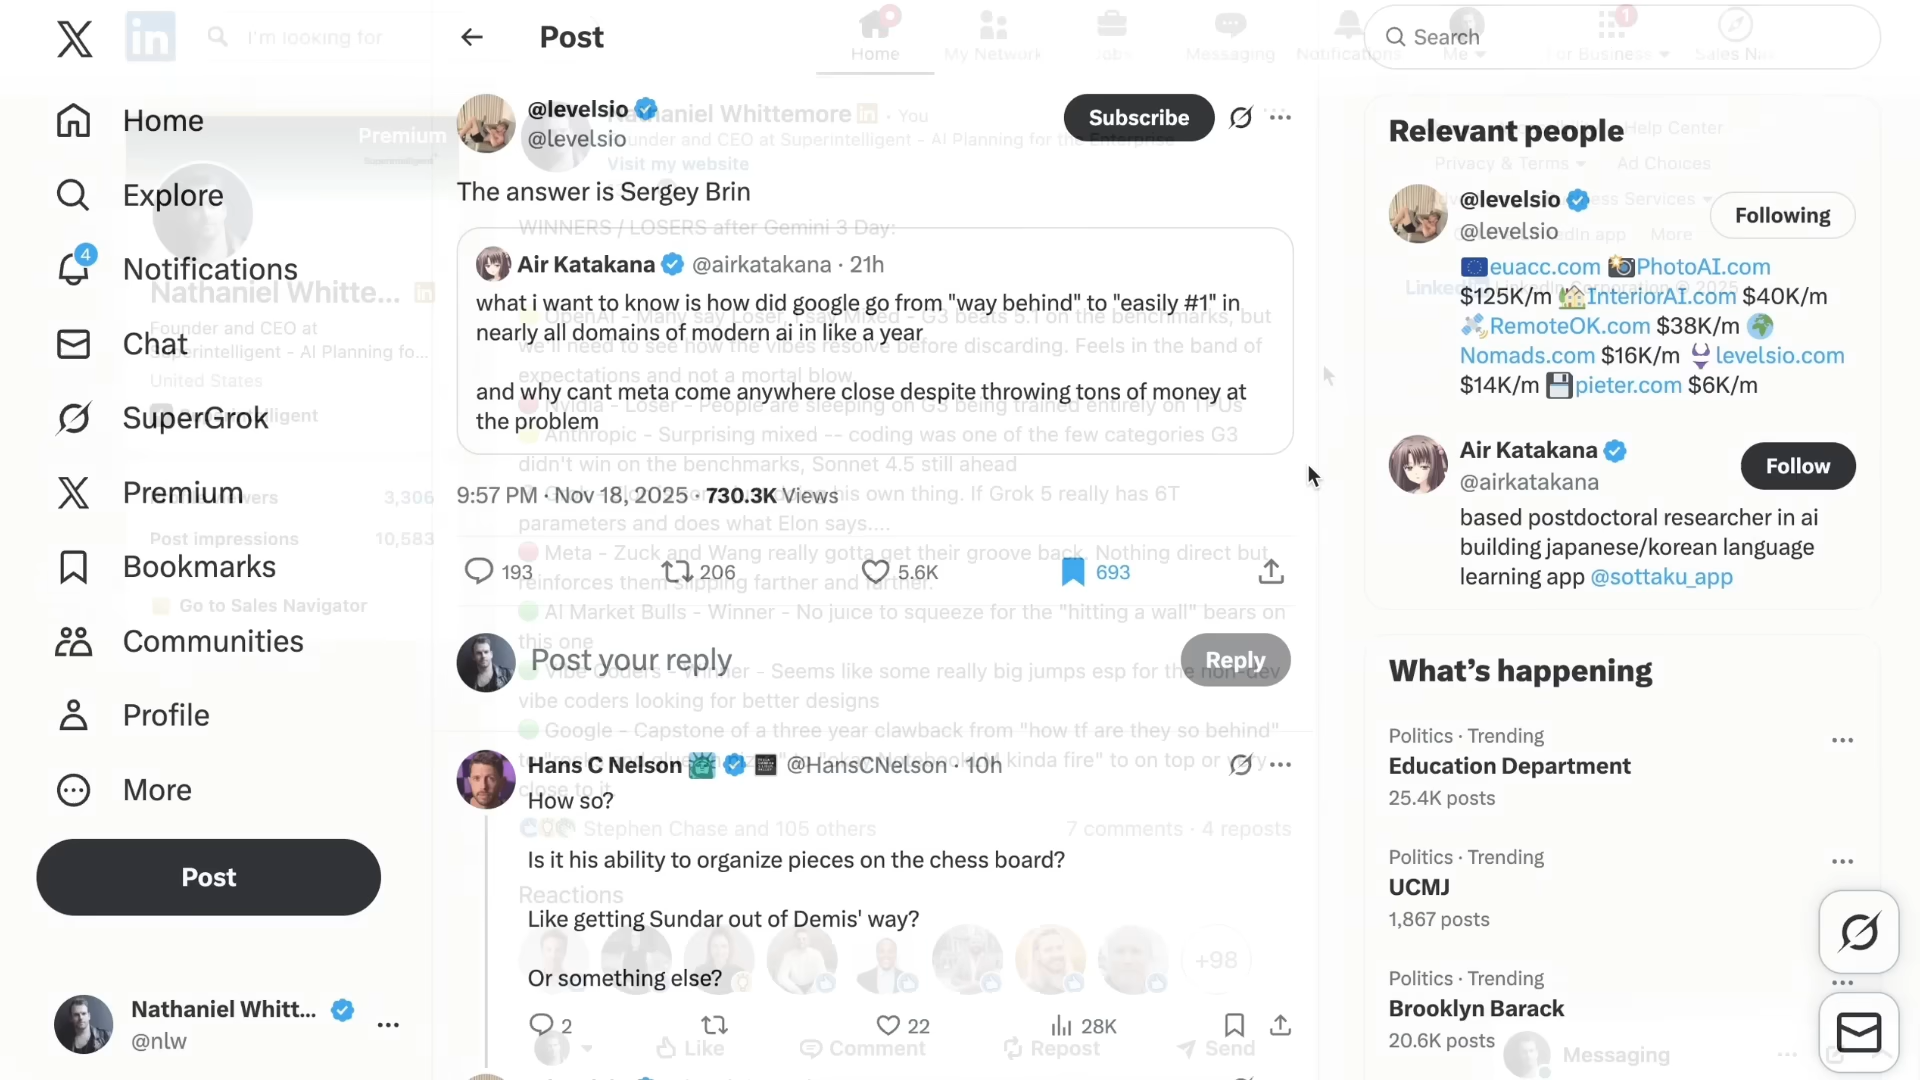 Post
Search
Home
Explore
4
Notifications
Chat
SuperGrok
Premium
Bookmarks
Communities
Profile
More
Post
Nathaniel Whitt...
@nlw
@levelsio
@levelsio
Subscribe
The answer is Sergey Brin
Air Katakana @airkatakana · 21h
what i want to know is how did google go from "way behind" to "easily #1" in
nearly all domains of modern ai in like a year
and why cant meta come anywhere close despite throwing tons of money at
the problem
9:57 PM · Nov 18, 2025 · 730.3K Views
193 206 5.6K 693
Post your reply
Reply
Hans C Nelson @HansCNelson · 10h
How so?
Is it his ability to organize pieces on the chess board?
Like getting Sundar out of Demis' way?
Or something else?
2 22 28K
Relevant people
@levelsio
@levelsio
Following
euacc.com PhotoAI.com
$125K/m InteriorAI.com $40K/m
RemoteOK.com $38K/m
Nomads.com $16K/m levelsio.com
$14K/m pieter.com $6K/m
Air Katakana
@airkatakana
Follow
based postdoctoral researcher in ai
building japanese/korean language
learning app @sottaku_app
What's happening
Politics · Trending
Education Department
25.4K posts
Politics · Trending
UCMJ
1,867 posts
Politics · Trending
Brooklyn Barack
20.6K posts
in
I'm looking for
Home
My Network
Jobs
Messaging
Notifications
Me
For Business
1
Premium
Nathaniel Whitte...
Founder and CEO at
Superintelligent - AI Planning fo...
United States
3,306
Post impressions 10,583
Go to Sales Navigator
Nathaniel Whittemore · You
Founder and CEO at Superintelligent - AI Planning for the Enterprise
Visit my website
WINNERS / LOSERS after Gemini 3 Day:
OpenAI - Many say Loser, I say Mixed - G3 beats 5.1 on the benchmarks, but
we'll need to see how the vibes resolve before discarding. Feels in the band of
expectations and not a mortal blow.
Nvidia - Loser - People are sleeping on G3 being trained entirely on TPUs
Anthropic - Surprising mixed -- coding was one of the few categories G3
didn't win on the benchmarks, Sonnet 4.5 still ahead
his own thing. If Grok 5 really has 6T
parameters and does what Elon says....
Meta - Zuck and Wang really gotta get their groove back. Nothing direct but
reinforces them slipping farther and further.
AI Market Bulls - Winner - No juice to squeeze for the "hitting a wall" bears on
this one
Vibe Coders - Winner - Seems like some really big jumps esp for the non-dev
vibe coders looking for better designs
Google - Capstone of a three year clawback from "how tf are they so behind"
kinda fire" to on top or very
close to it
Stephen Chase and 105 others 7 comments · 4 reposts
Reactions
+98
Like Comment Repost Send
Help Center
Privacy & Terms Ad Choices
More
Messaging